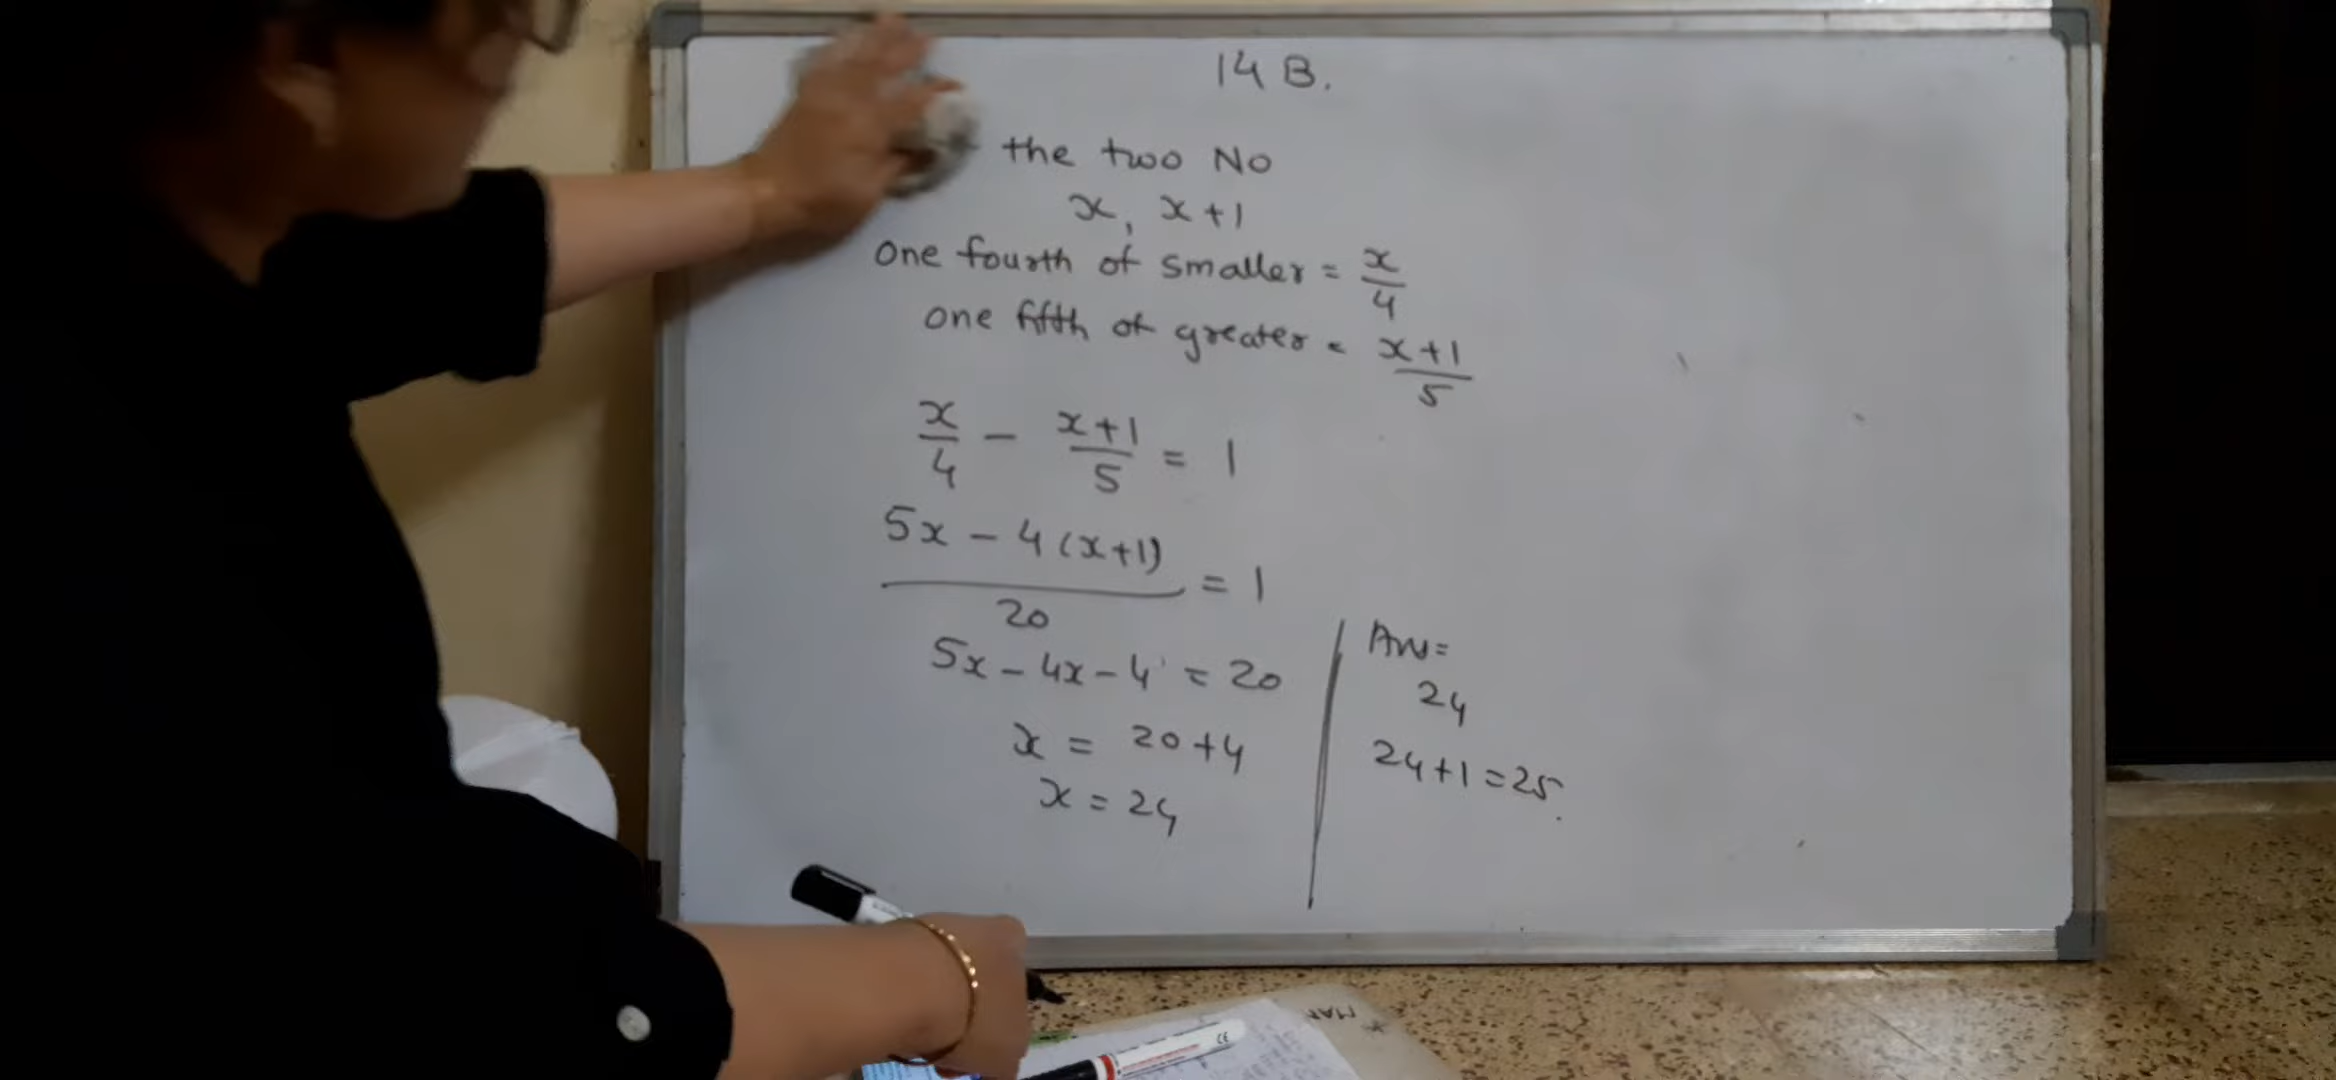 14 B.
the two No
x, x+1
One fourth of smaller = x/4
one fifth of greater = x+1/5
x/4 - x+1/5 = 1
5x - 4(x+1)/20 = 1
5x - 4x - 4 = 20
x = 20+4
x = 24
Ans=
24
24+1=25.
CE